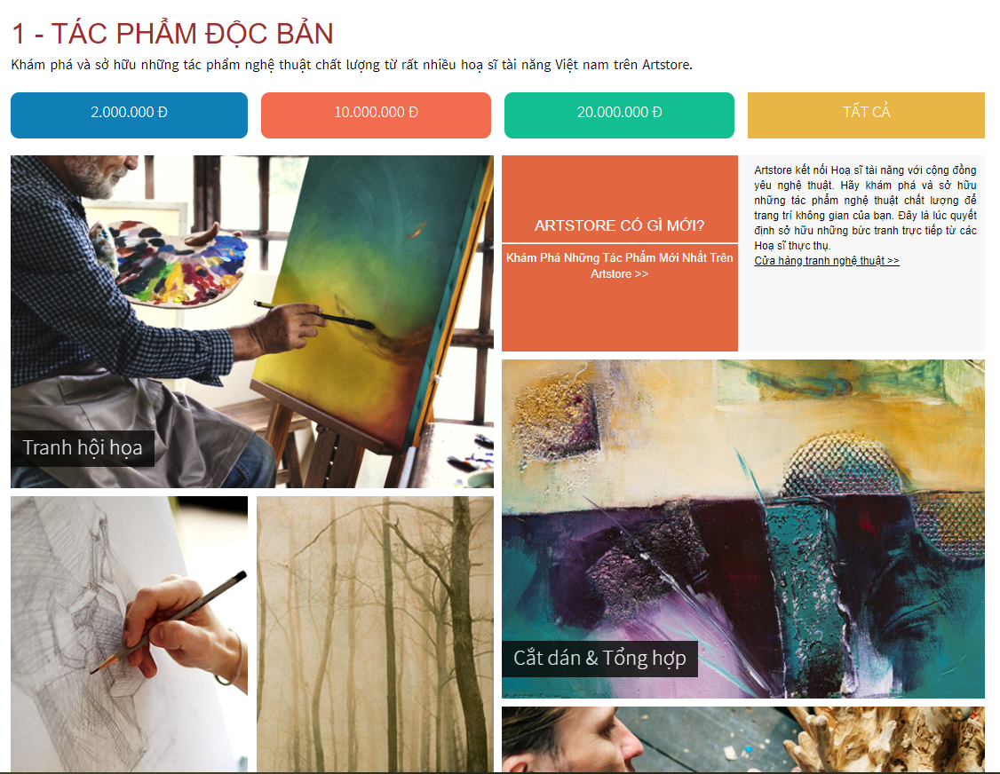 1 - TÁC PHẨM ĐỘC BẢN
Khám phá và sở hữu những tác phẩm nghệ thuật chất lượng từ rất nhiều hoạ sĩ tài năng Việt nam trên Artstore.
2.000.000 Đ
10.000.000 Đ
20.000.000 Đ
TẤT CẢ
Tranh hội họa
ARTSTORE CÓ GÌ MỚI?
Khám Phá Những Tác Phẩm Mới Nhất Trên
Artstore >>
Artstore kết nối Hoạ sĩ tài năng với cộng đồng
yêu nghệ thuật. Hãy khám phá và sở hữu
những tác phẩm nghệ thuật chất lượng để
trang trí không gian của bạn. Đây là lúc quyết
định sở hữu những bức tranh trực tiếp từ các
Hoạ sĩ thực thụ.
Cửa hàng tranh nghệ thuật >>
Cắt dán & Tổng hợp